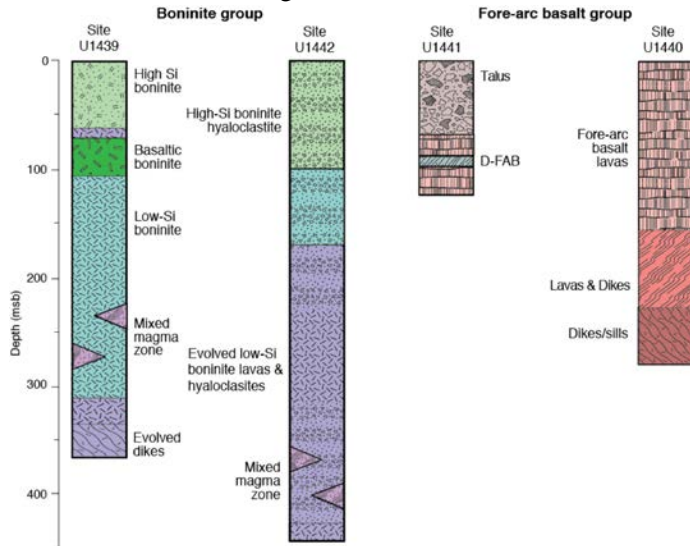 Boninite group
Fore-arc basalt group
Site
U1439
Site
U1442
Site
U1441
Site
U1440
0
100
200
300
400
Depth (msb)
High Si
boninite
Basaltic
boninite
Low-Si
boninite
Mixed
magma
zone
Evolved
dikes
High-Si boninite
hyaloclastite
Evolved low-Si
boninite lavas &
hyaloclasites
Mixed
magma
zone
Talus
D-FAB
Fore-arc
basalt
lavas
Lavas & Dikes
Dikes/sills